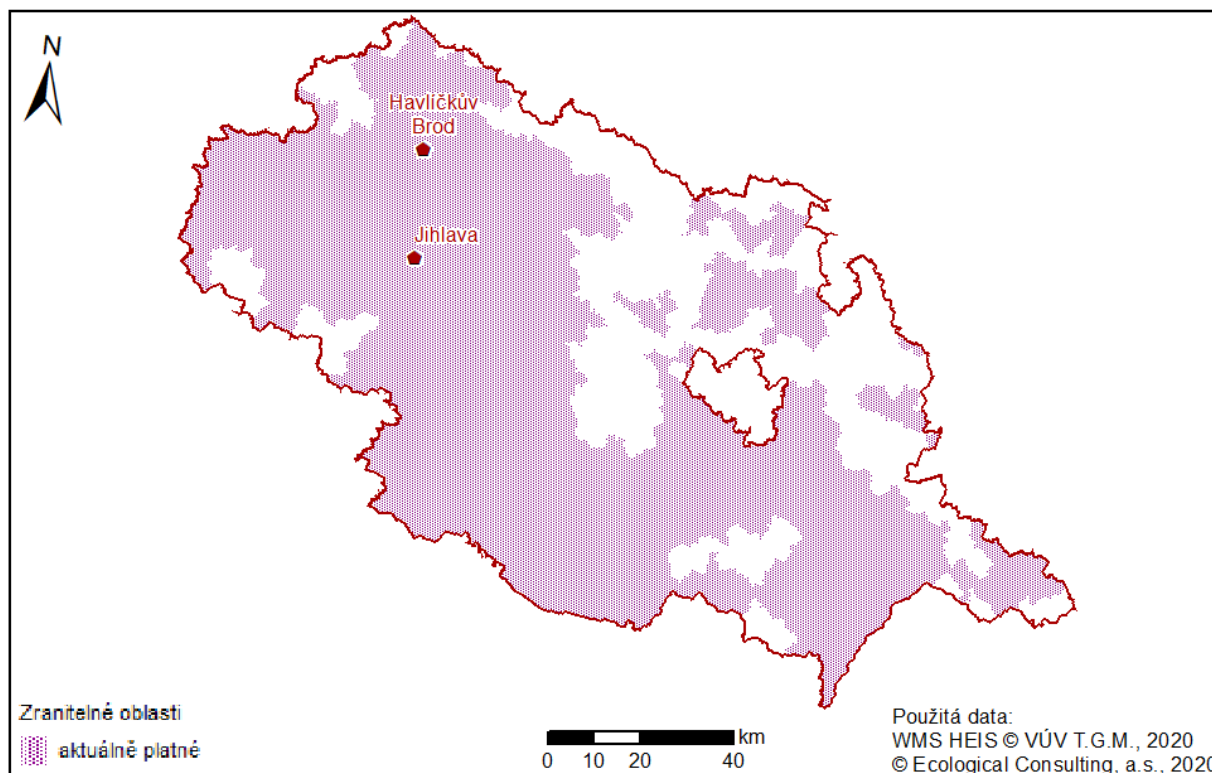 N
Havlíčkův
Brod
Jihlava
Zranitelné oblasti
aktuálně platné
km
0 10 20 40
Použitá data:
WMS HEIS © VÚV T.G.M., 2020
© Ecological Consulting, a.s., 2020